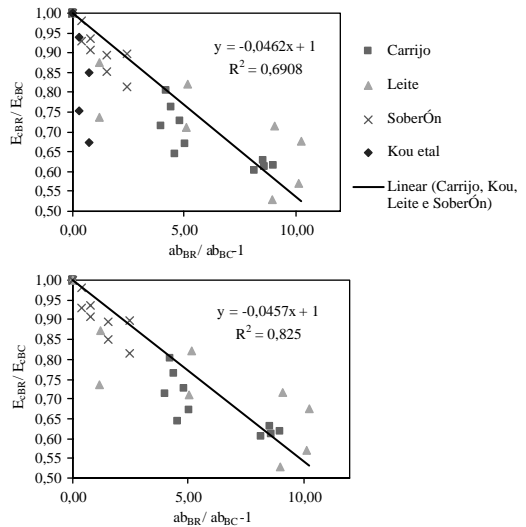 1,00
0,95
0,90
0,85
0,80
0,75
0,70
0,65
0,60
0,55
0,50
E_cBR/ E_cBC
y = -0,0462x + 1
R² = 0,6908
0,00
5,00
10,00
ab_BR/ ab_BC-1
Carrijo
Leite
SoberÓn
Kou etal
Linear (Carrijo, Kou,
Leite e SoberÓn)
1,00
0,95
0,90
0,85
0,80
0,75
0,70
0,65
0,60
0,55
0,50
E_cBR/ E_cBC
y = -0,0457x + 1
R² = 0,825
0,00
5,00
10,00
ab_BR/ ab_BC-1